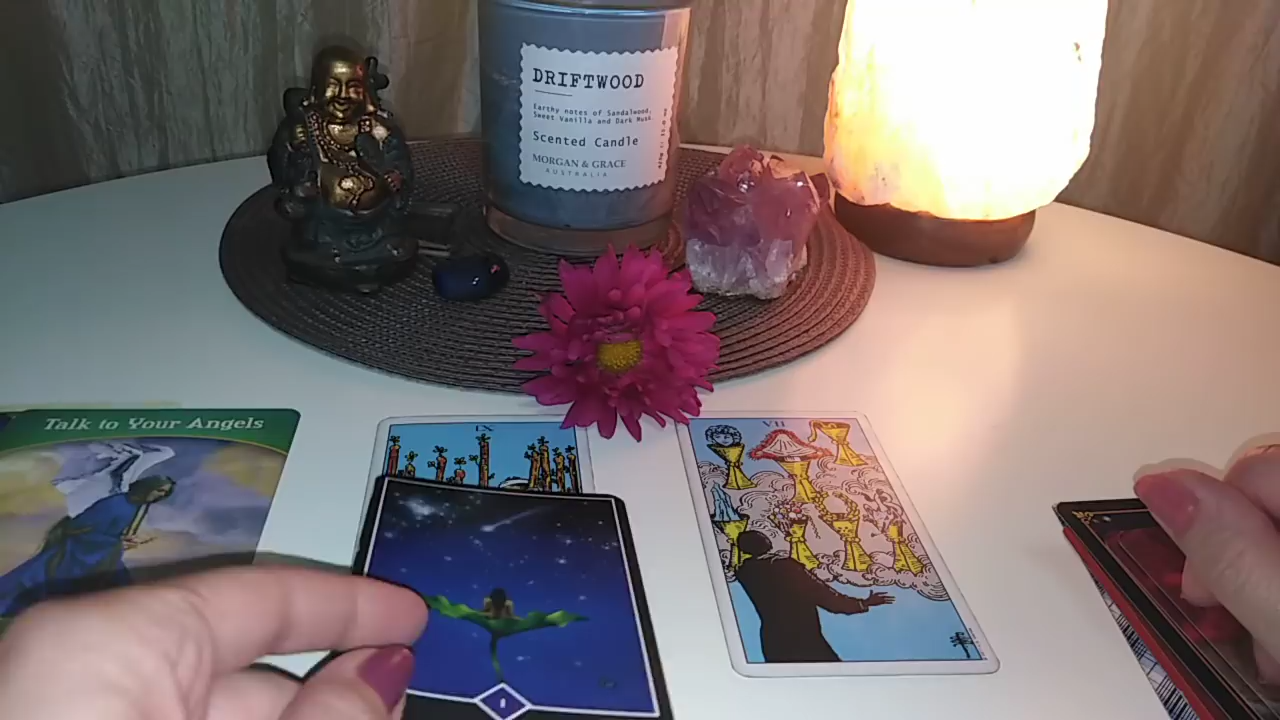 DRIFTWOOD
Earthy notes of Sandalwood,
Sweet Vanilla and Dark Musk
Scented Candle
MORGAN & GRACE
AUSTRALIA
Talk to Your Angels
IX
VII